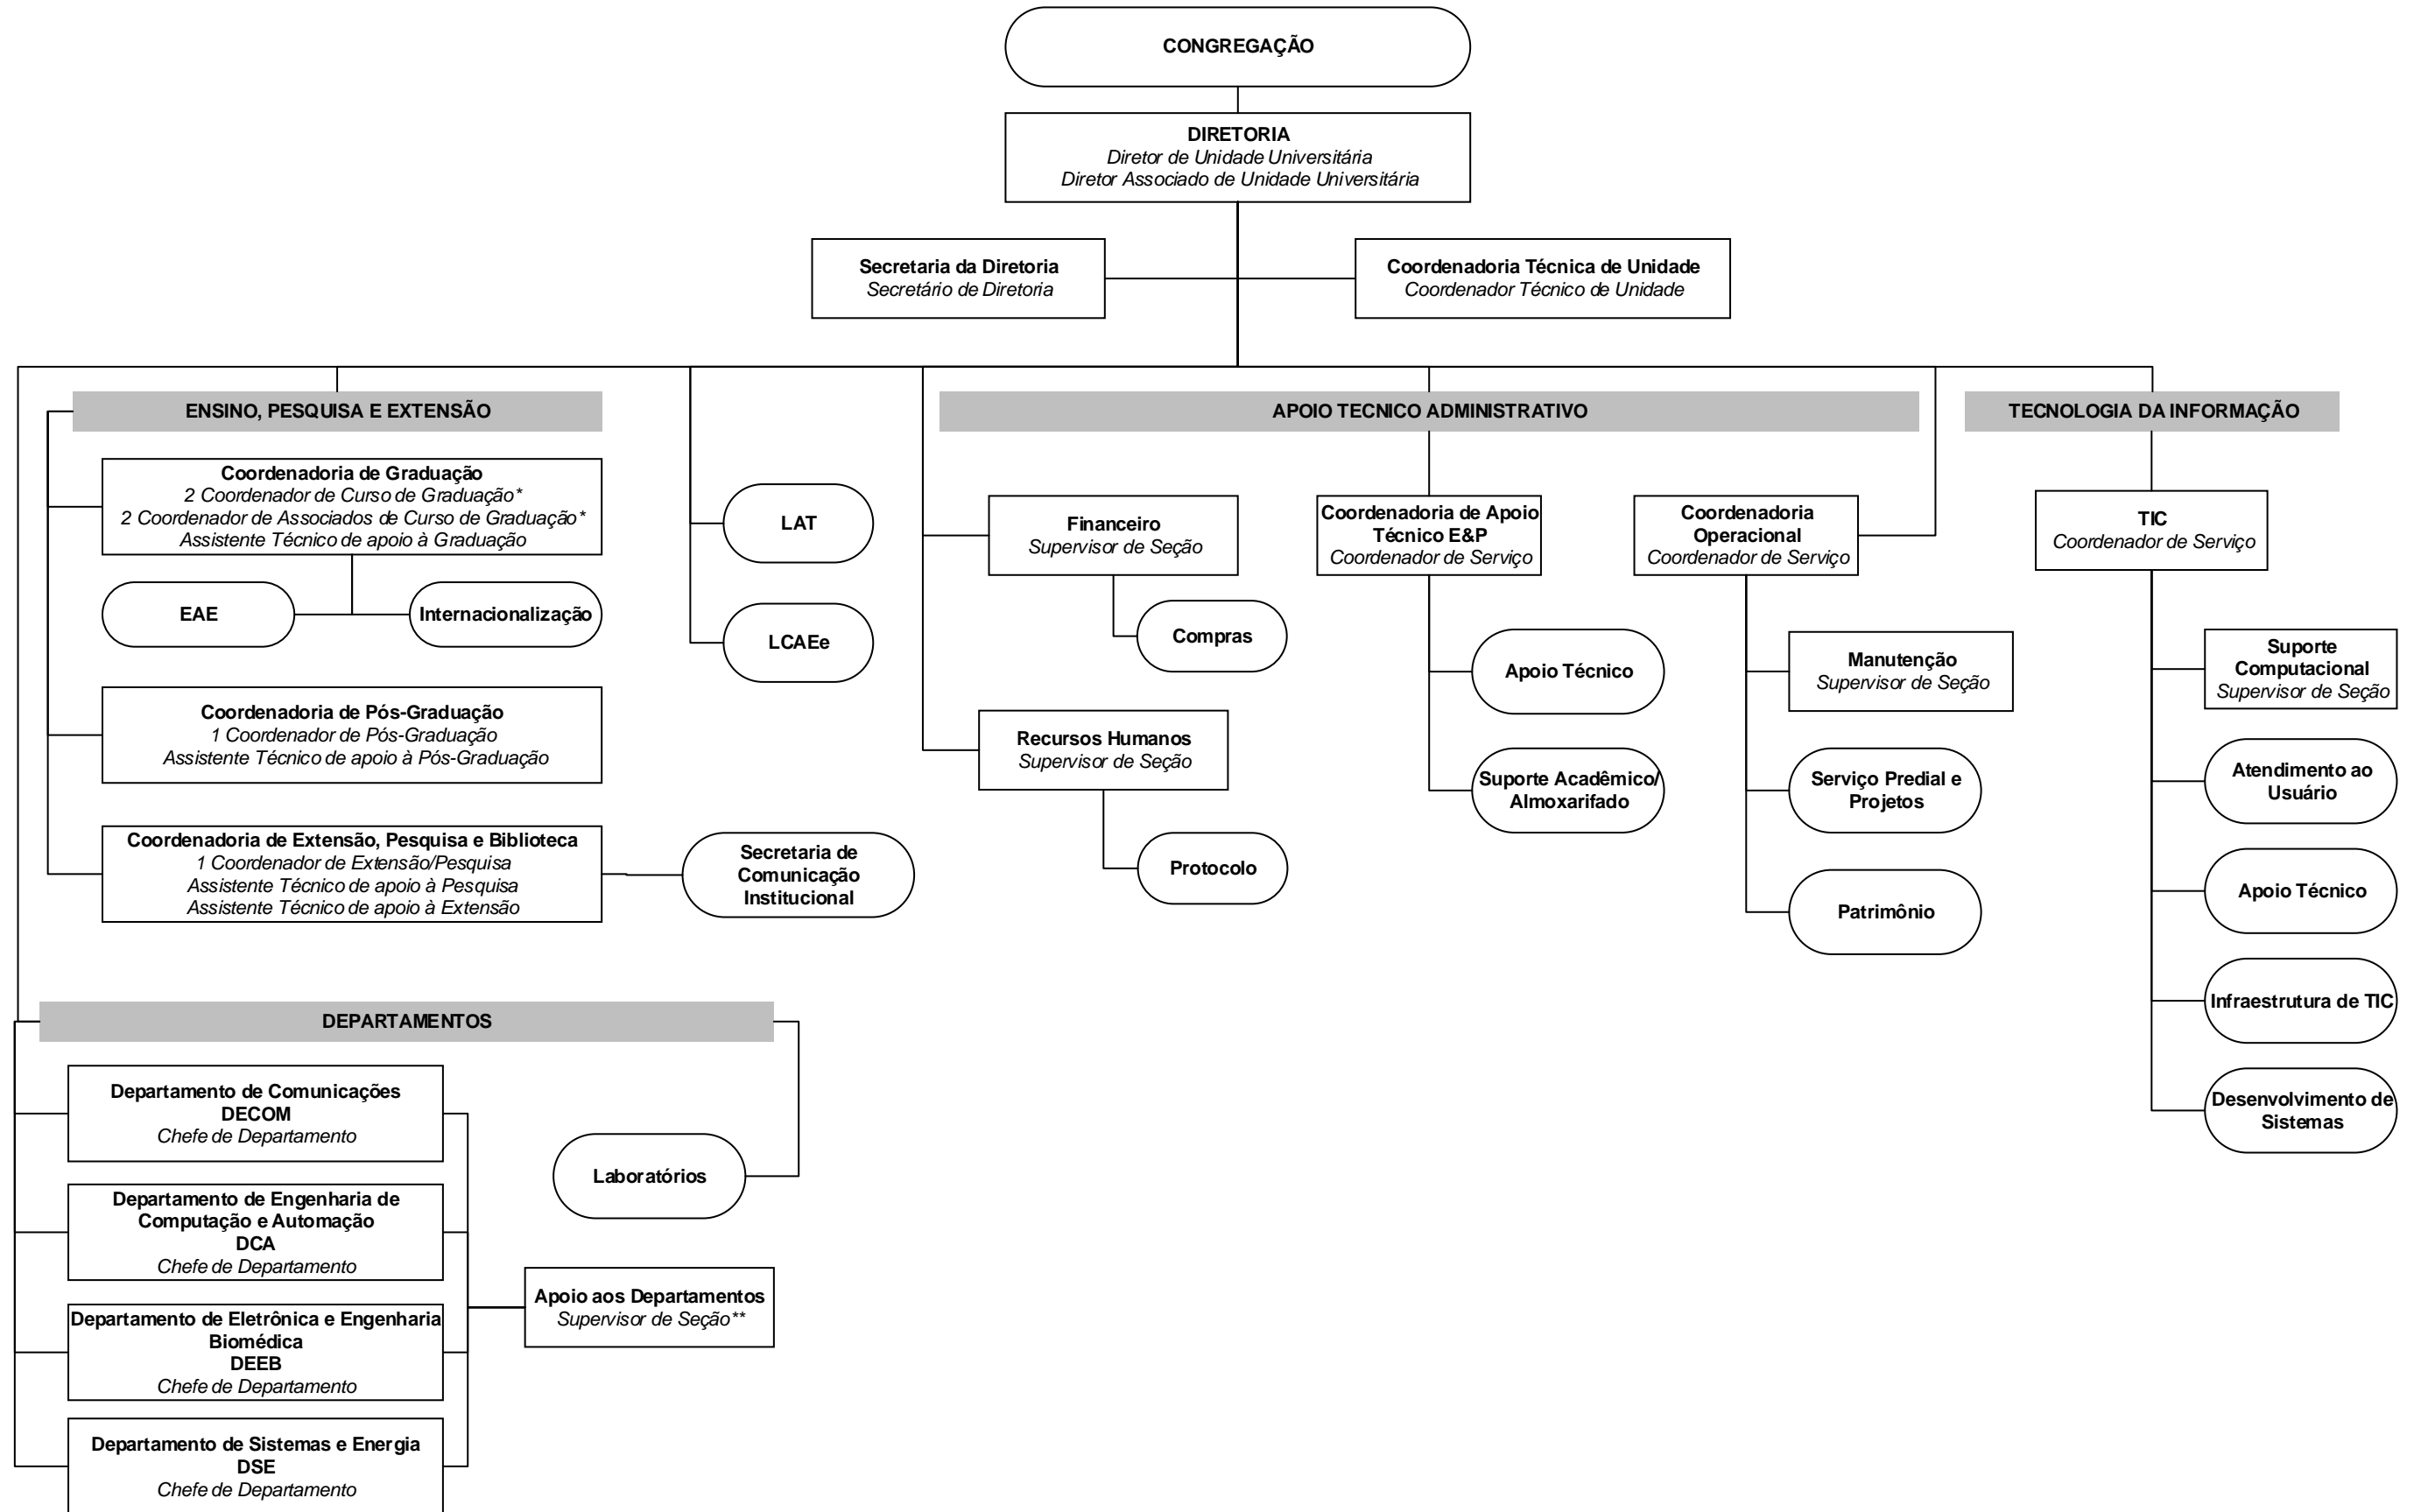 CONGREGAÇÃO
DIRETORIA
Diretor de Unidade Universitária
Diretor Associado de Unidade Universitária
Secretaria da Diretoria
Secretário de Diretoria
Coordenadoria Técnica de Unidade
Coordenador Técnico de Unidade
ENSINO, PESQUISA E EXTENSÃO
Coordenadoria de Graduação
2 Coordenador de Curso de Graduação*
2 Coordenador de Associados de Curso de Graduação*
Assistente Técnico de apoio à Graduação
EAE
Internacionalização
Coordenadoria de Pós-Graduação
1 Coordenador de Pós-Graduação
Assistente Técnico de apoio à Pós-Graduação
Coordenadoria de Extensão, Pesquisa e Biblioteca
1 Coordenador de Extensão/Pesquisa
Assistente Técnico de apoio à Pesquisa
Assistente Técnico de apoio à Extensão
Secretaria de
Comunicação
Institucional
LAT
LCAEe
APOIO TECNICO ADMINISTRATIVO
Financeiro
Supervisor de Seção
Compras
Recursos Humanos
Supervisor de Seção
Protocolo
Coordenadoria de Apoio
Técnico E&P
Coordenador de Serviço
Apoio Técnico
Suporte Acadêmico/
Almoxarifado
Coordenadoria
Operacional
Coordenador de Serviço
Manutenção
Supervisor de Seção
Serviço Predial e
Projetos
Patrimônio
TECNOLOGIA DA INFORMAÇÃO
TIC
Coordenador de Serviço
Suporte
Computacional
Supervisor de Seção
Atendimento ao
Usuário
Apoio Técnico
Infraestrutura de TIC
Desenvolvimento de
Sistemas
DEPARTAMENTOS
Departamento de Comunicações
DECOM
Chefe de Departamento
Departamento de Engenharia de
Computação e Automação
DCA
Chefe de Departamento
Departamento de Eletrônica e Engenharia
Biomédica
DEEB
Chefe de Departamento
Departamento de Sistemas e Energia
DSE
Chefe de Departamento
Laboratórios
Apoio aos Departamentos
Supervisor de Seção**